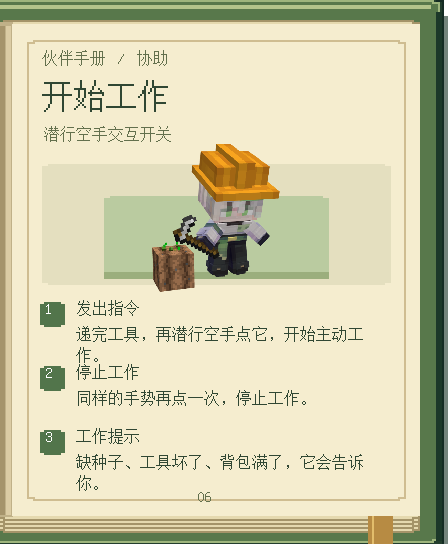 伙伴手册 / 协助
开始工作
潜行空手交互开关
1 发出指令
递完工具，再潜行空手点它，开始主动工
作。
2 停止工作
同样的手势再点一次，停止工作。
3 工作提示
缺种子、工具坏了、背包满了，它会告诉
你。
06